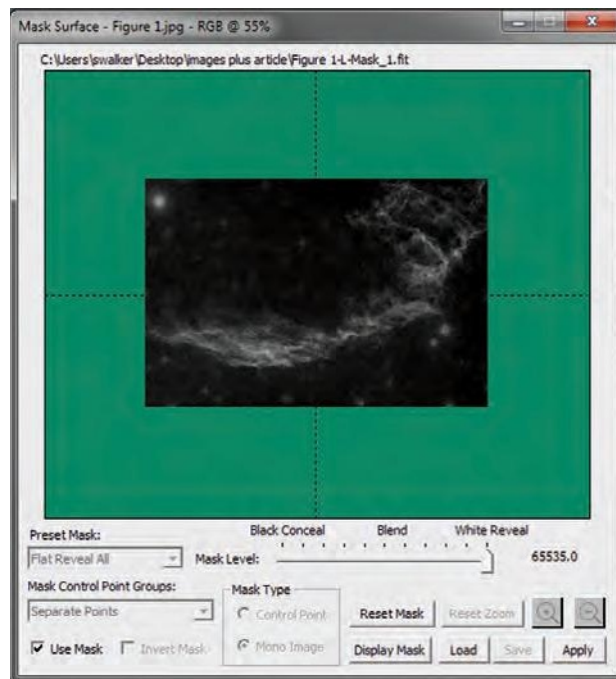 Mask Surface - Figure 1.jpg - RGB @ 55%
C:\Users\swalker\Desktop\images plus article\Figure 1-L-Mask_1.fit
Preset Mask:
Black Conceal Blend White Reveal
Flat Reveal All
Mask Level: 65535.0
Mask Control Point Groups:
Separate Points
Mask Type
Control Point
Mono Image
Reset Mask Reset Zoom
Use Mask Invert Mask
Display Mask Load Save Apply